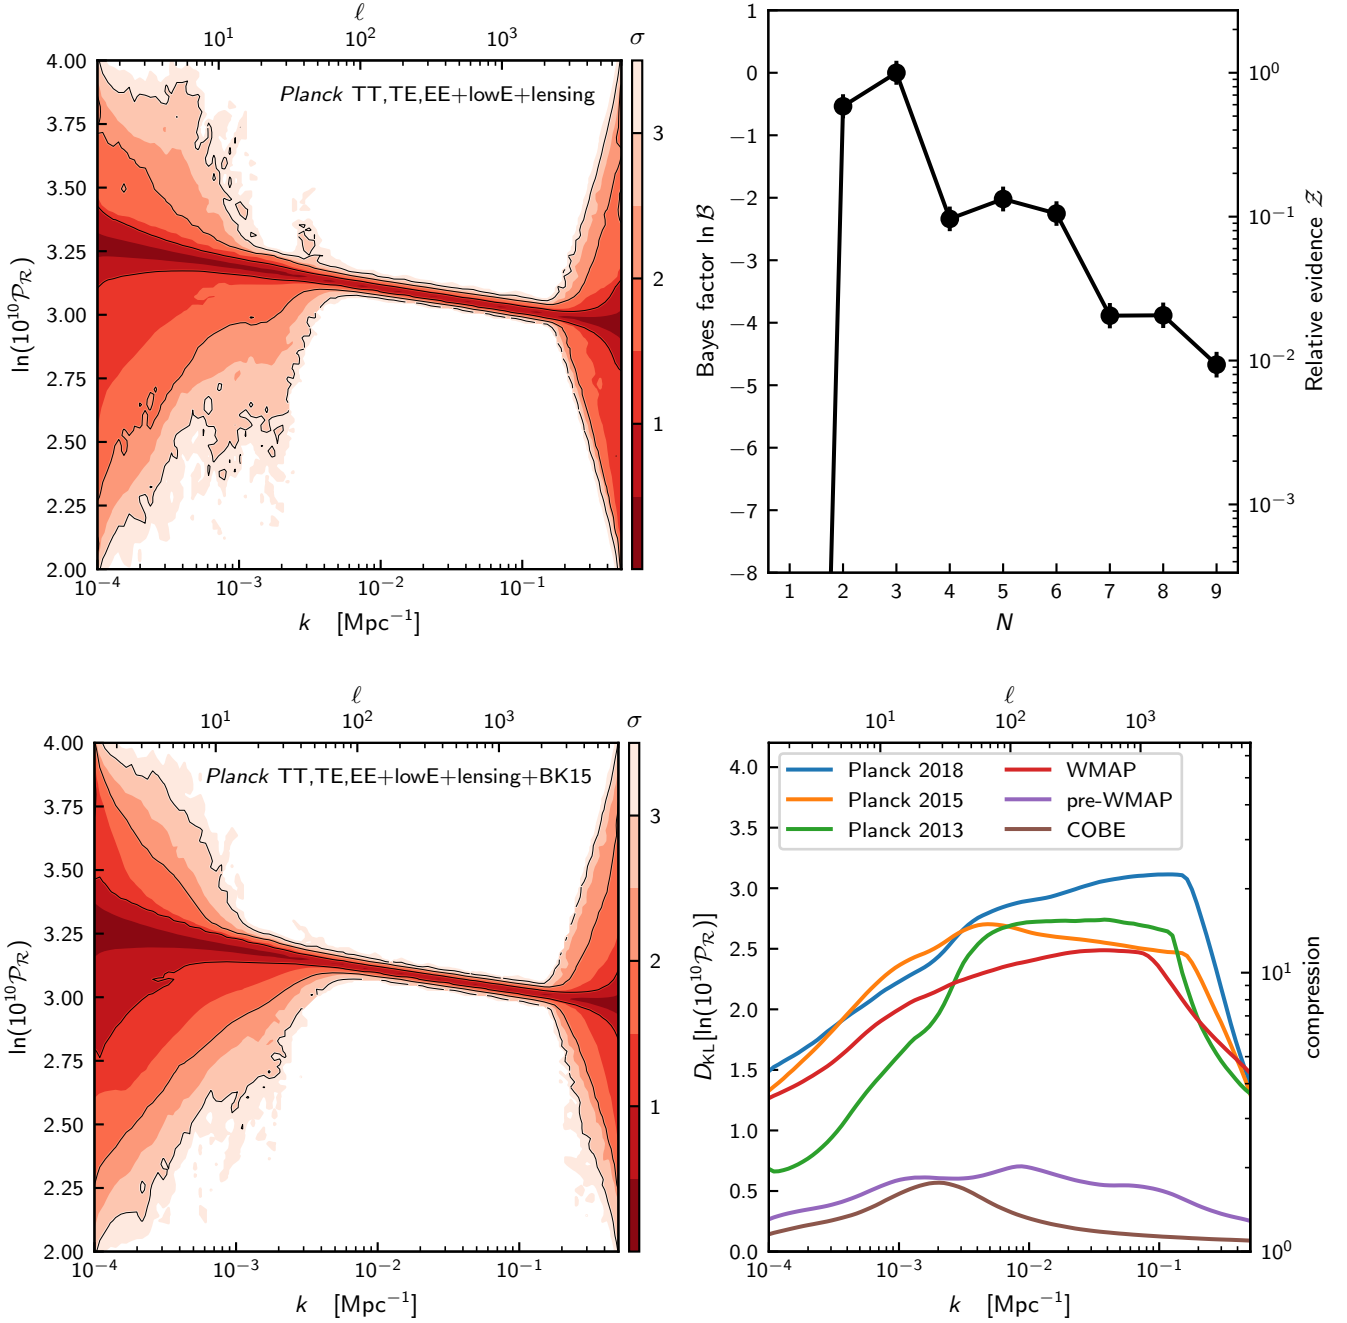 ℓ
10¹ 10² 10³
σ
4.00
3.75
3.50
3.25
3.00
2.75
2.50
2.25
2.00
ln(10¹⁰𝒫_ℛ)
Planck TT,TE,EE+lowE+lensing
3
2
1
10⁻⁴ 10⁻³ 10⁻² 10⁻¹
k [Mpc⁻¹]
1
0
−1
−2
−3
−4
−5
−6
−7
−8
Bayes factor ln ℬ
10⁰
10⁻¹
10⁻²
10⁻³
Relative evidence 𝒵
1 2 3 4 5 6 7 8 9
N
ℓ
10¹ 10² 10³
σ
4.00
3.75
3.50
3.25
3.00
2.75
2.50
2.25
2.00
ln(10¹⁰𝒫_ℛ)
Planck TT,TE,EE+lowE+lensing+BK15
3
2
1
10⁻⁴ 10⁻³ 10⁻² 10⁻¹
k [Mpc⁻¹]
ℓ
10¹ 10² 10³
4.0
3.5
3.0
2.5
2.0
1.5
1.0
0.5
0.0
D_KL[ln(10¹⁰𝒫_ℛ)]
Planck 2018 WMAP
Planck 2015 pre-WMAP
Planck 2013 COBE
10¹
10⁰
compression
10⁻⁴ 10⁻³ 10⁻² 10⁻¹
k [Mpc⁻¹]